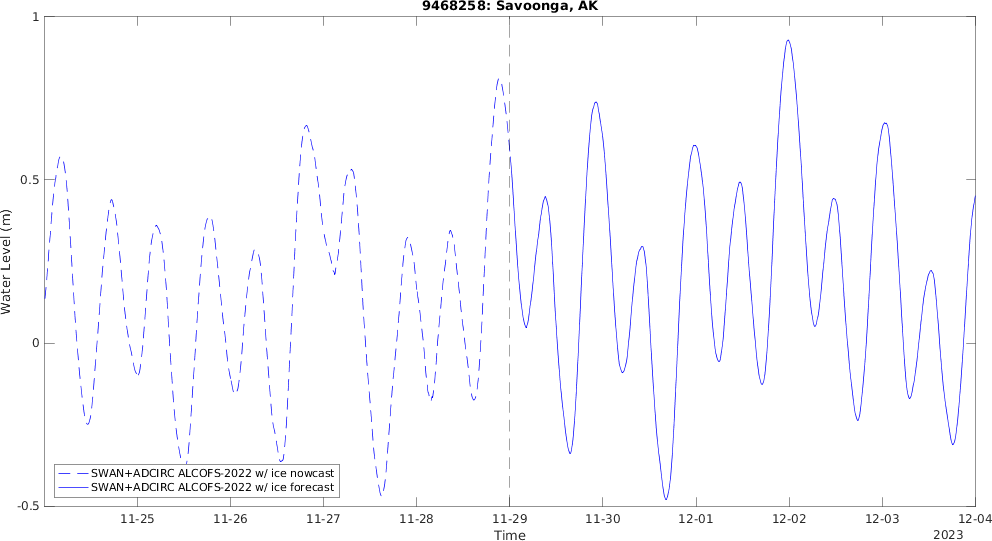 9468258: Savoonga, AK
1
0.5
0
-0.5
Water Level (m)
SWAN+ADCIRC ALCOFS-2022 w/ ice nowcast
SWAN+ADCIRC ALCOFS-2022 w/ ice forecast
11-25 11-26 11-27 11-28 11-29 11-30 12-01 12-02 12-03 12-04
Time
2023